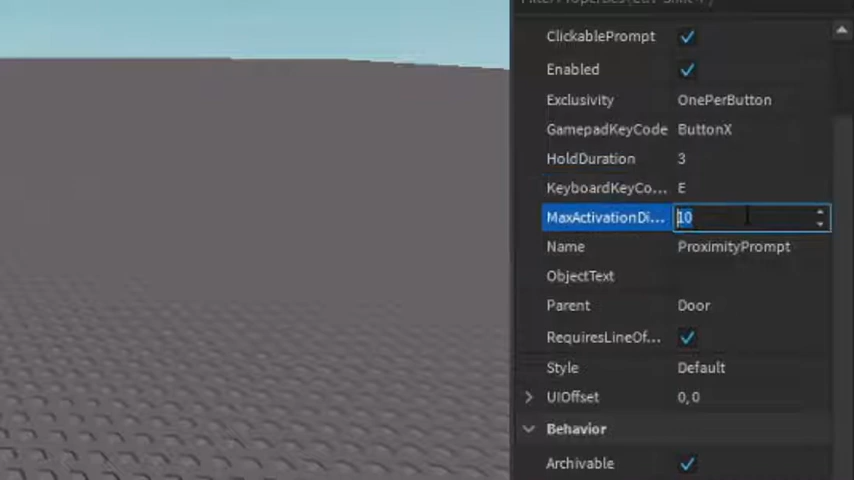 ClickablePrompt
Enabled
Exclusivity OnePerButton
GamepadKeyCode ButtonX
HoldDuration 3
KeyboardKeyCo... E
MaxActivationDi... 10
Name ProximityPrompt
ObjectText
Parent Door
RequiresLineOf...
Style Default
UIOffset 0, 0
Behavior
Archivable